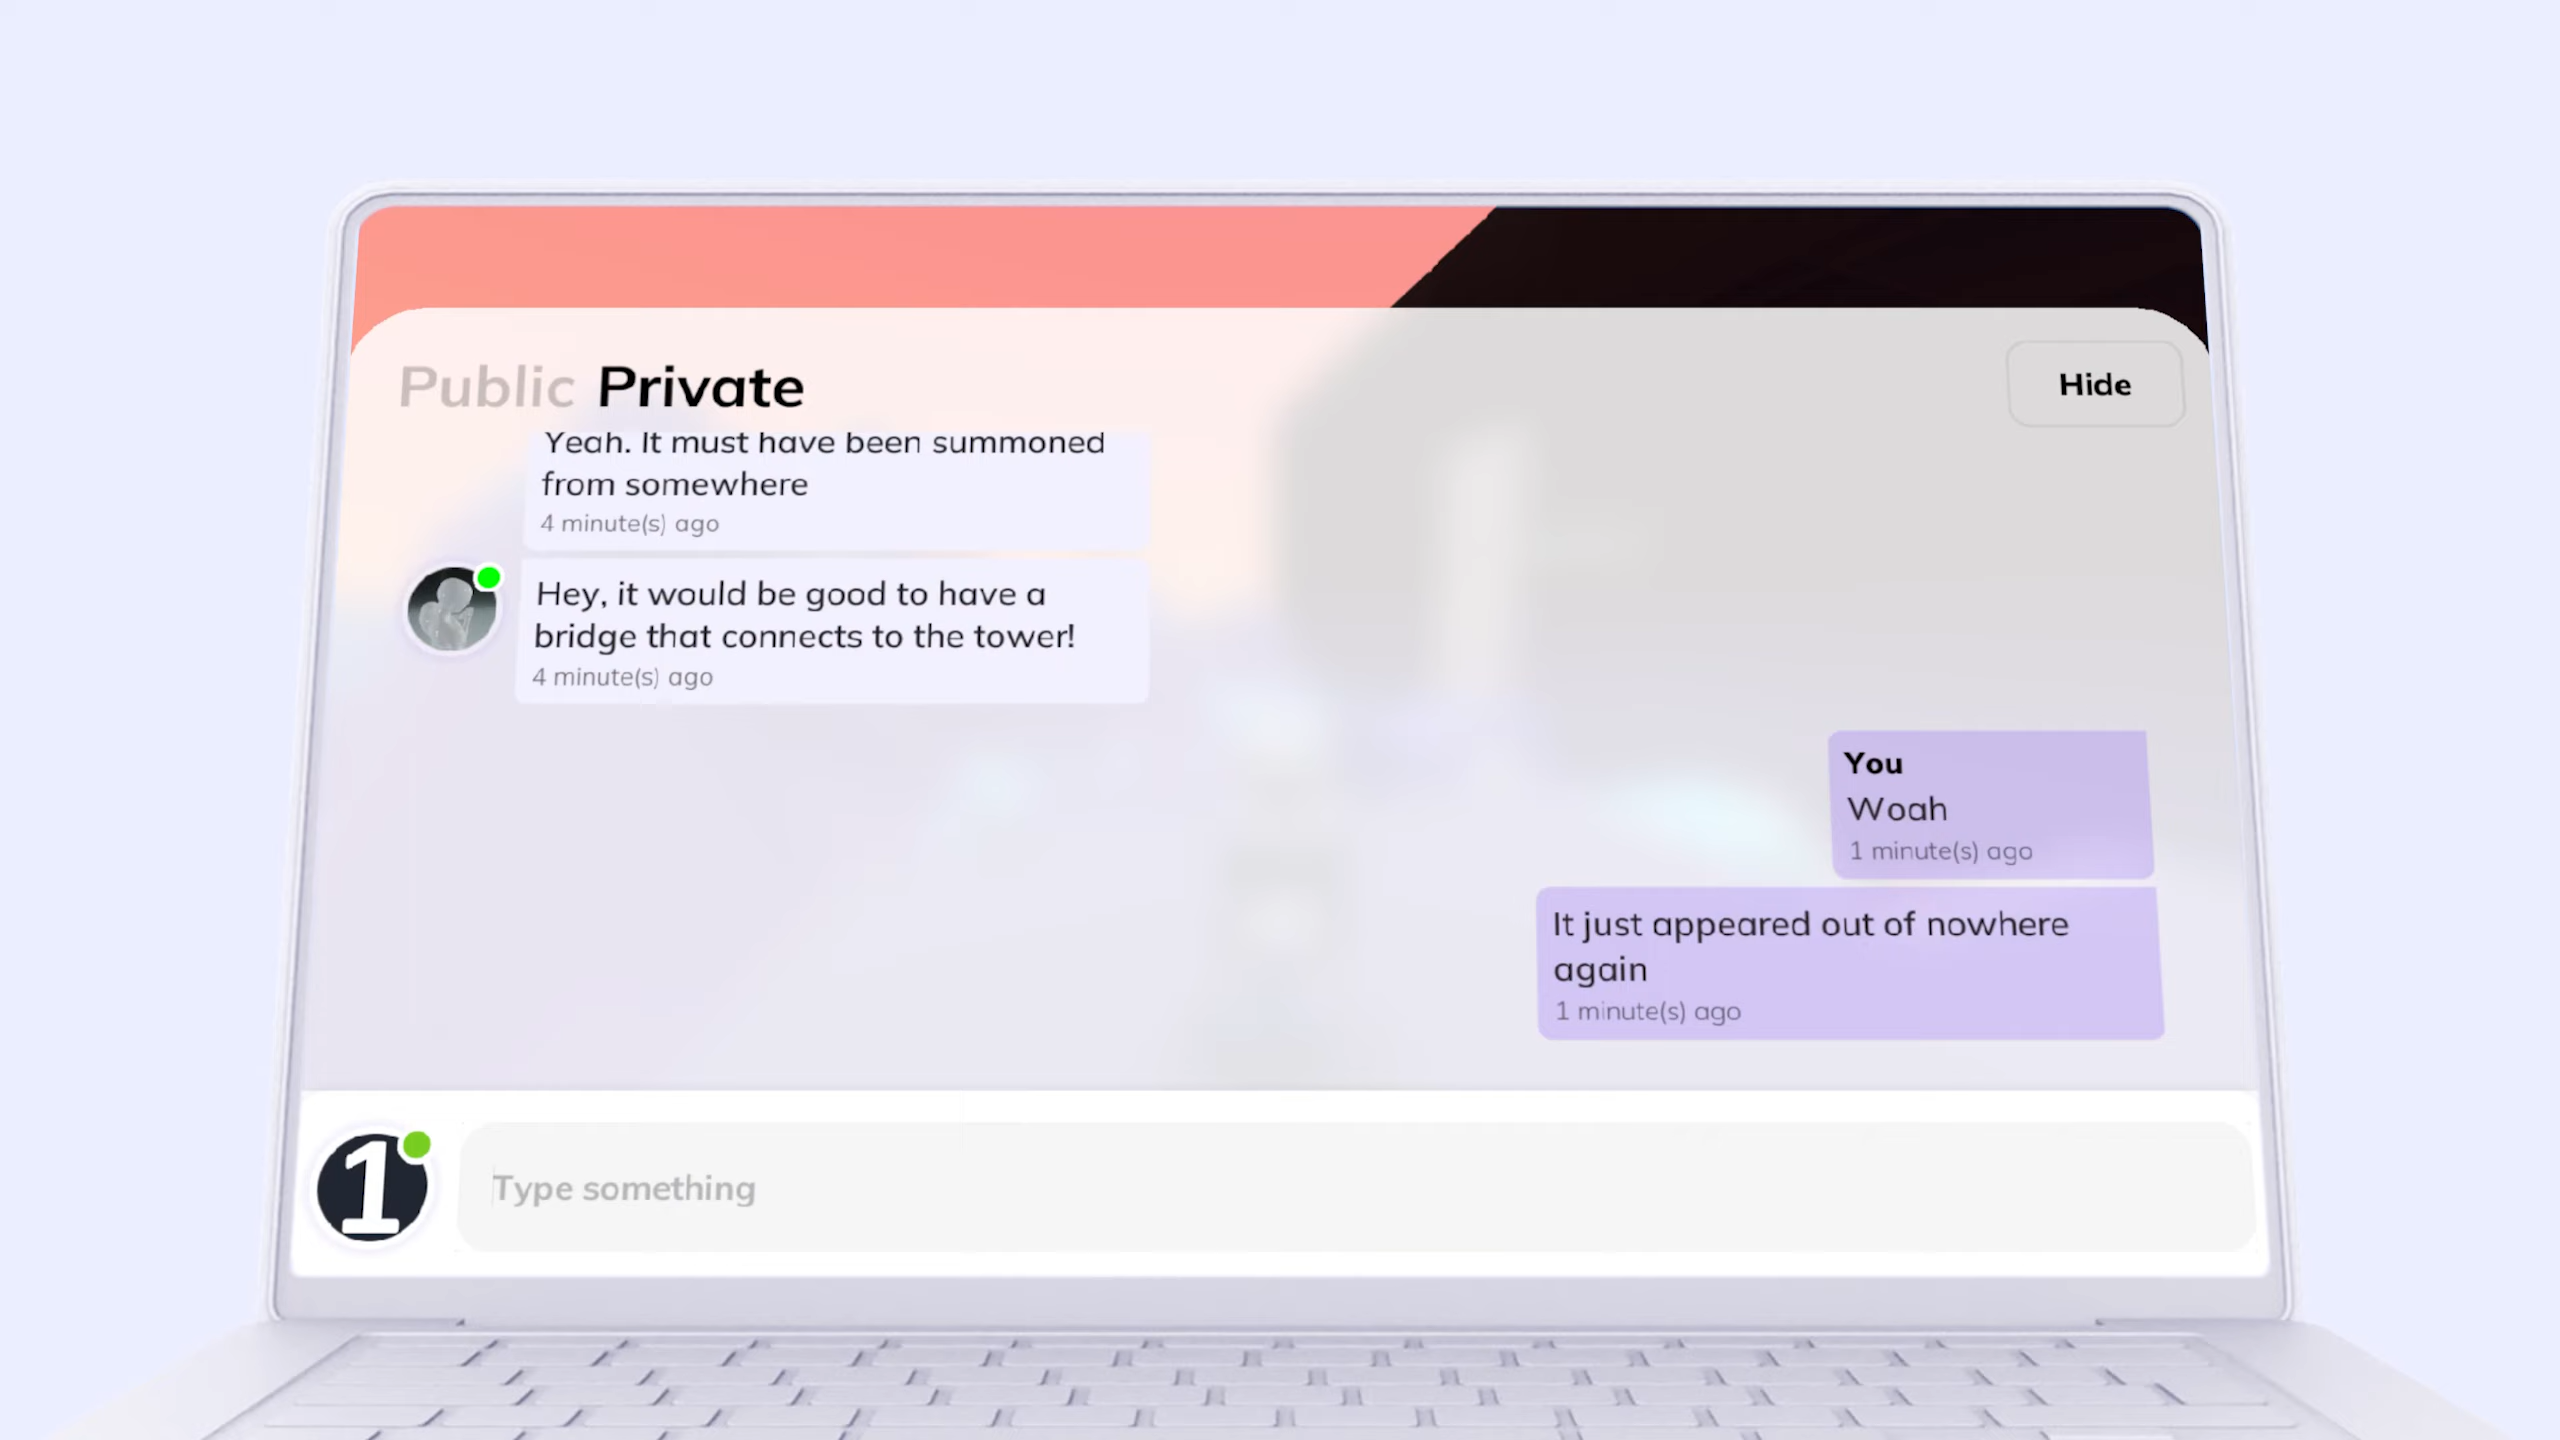 Public Private
Hide
Yeah. It must have been summoned
from somewhere
4 minute(s) ago
Hey, it would be good to have a
bridge that connects to the tower!
4 minute(s) ago
You
Woah
1 minute(s) ago
It just appeared out of nowhere
again
1 minute(s) ago
1
Type something